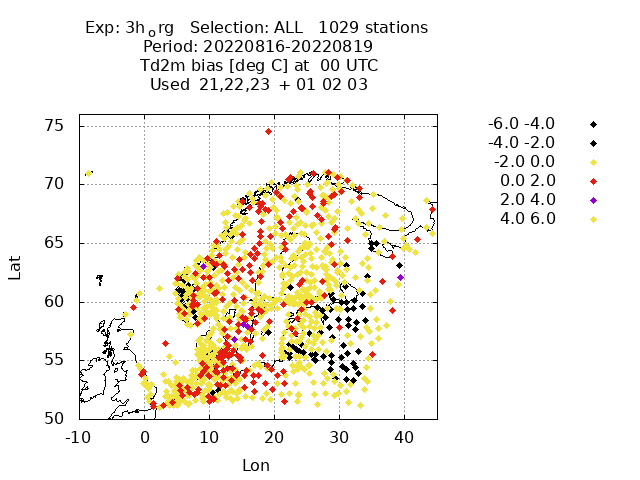 Exp: 3horg Selection: ALL 1029 stations
Period: 20220816-20220819
Td2m bias [deg C] at 00 UTC
Used 21,22,23 + 01 02 03
-6.0 -4.0
-4.0 -2.0
-2.0 0.0
0.0 2.0
2.0 4.0
4.0 6.0
75
70
65
60
55
50
Lat
-10 0 10 20 30 40
Lon